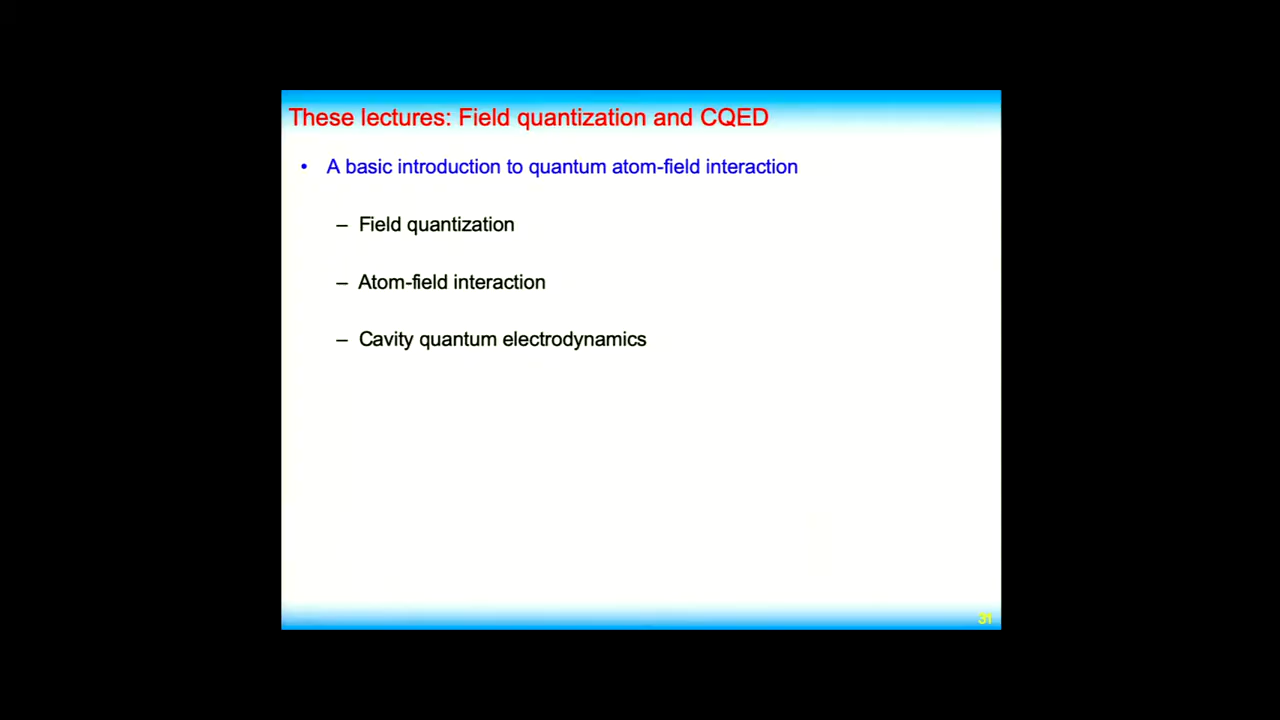 These lectures: Field quantization and CQED
• A basic introduction to quantum atom-field interaction
– Field quantization
– Atom-field interaction
– Cavity quantum electrodynamics
31